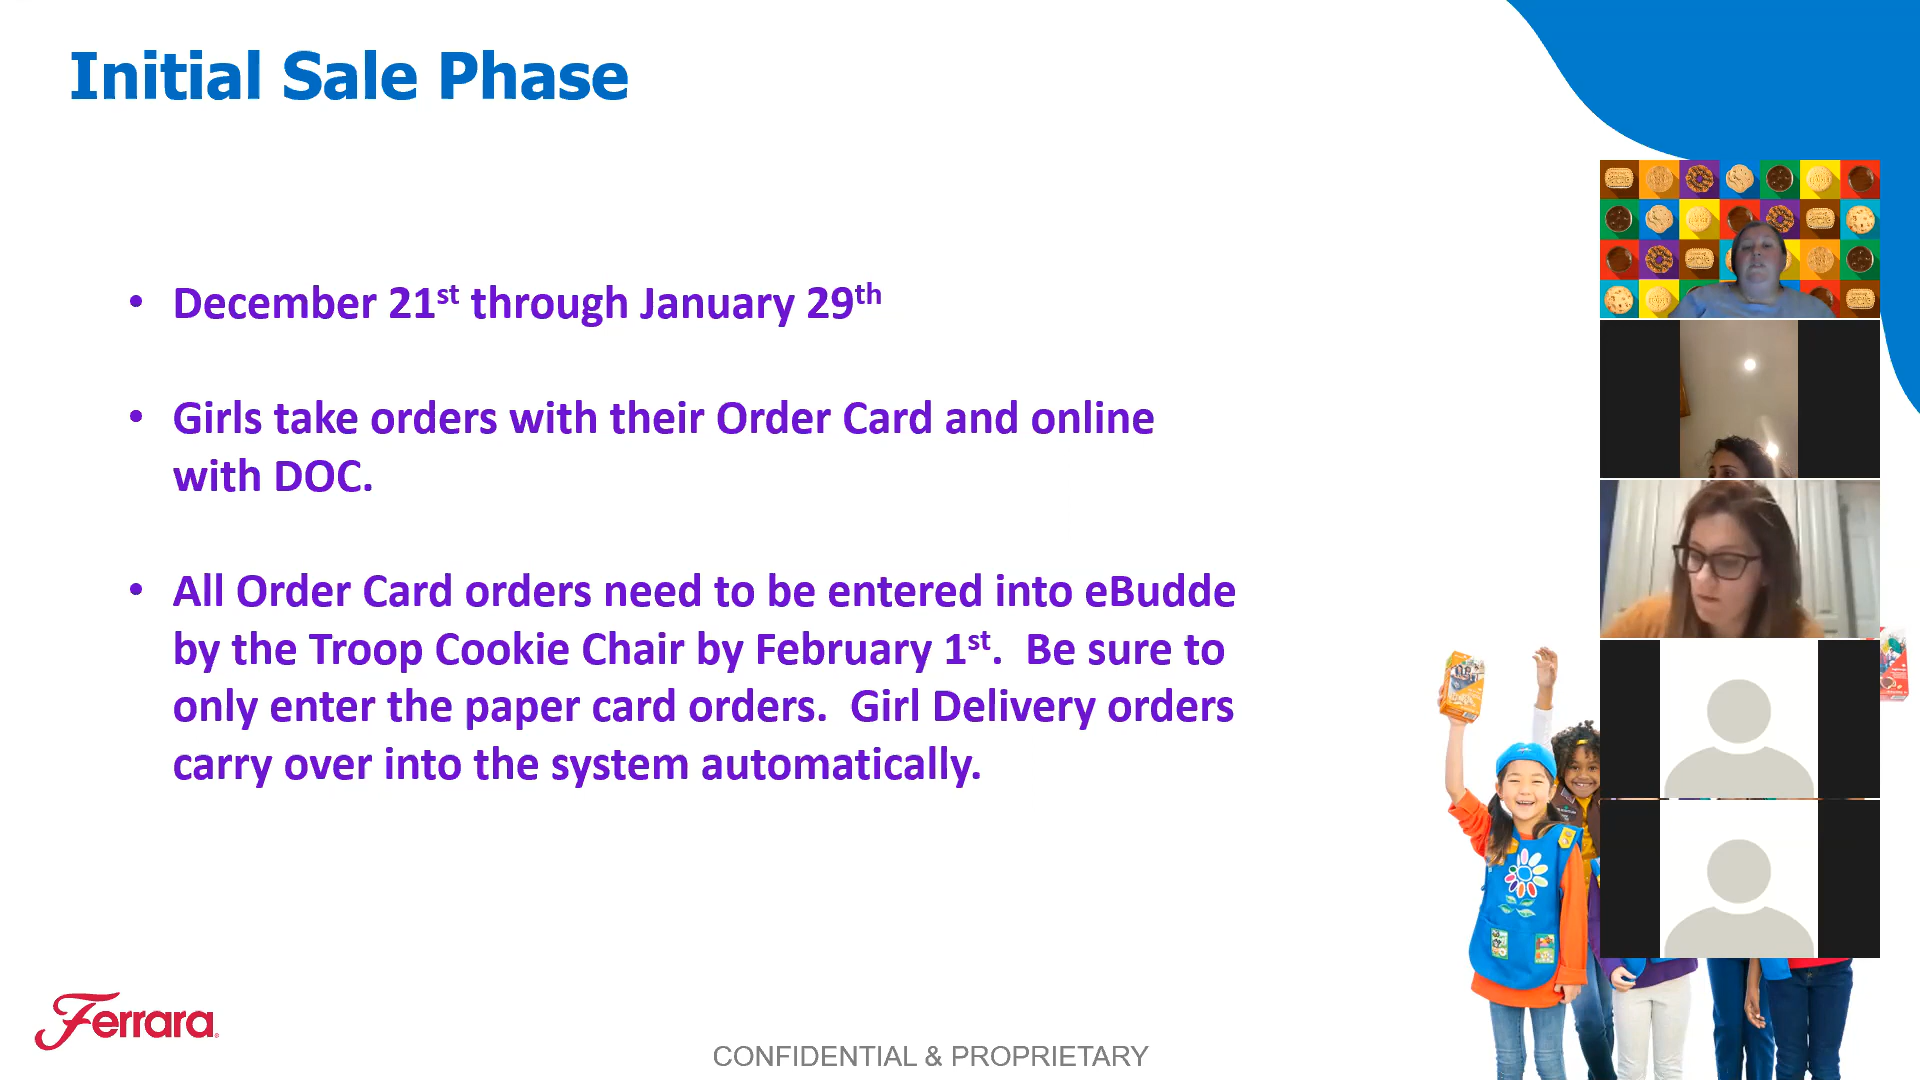 Initial Sale Phase
• December 21st through January 29th
• Girls take orders with their Order Card and online
with DOC.
• All Order Card orders need to be entered into eBudde
by the Troop Cookie Chair by February 1st.  Be sure to
only enter the paper card orders.  Girl Delivery orders
carry over into the system automatically.
Ferrara
CONFIDENTIAL & PROPRIETARY